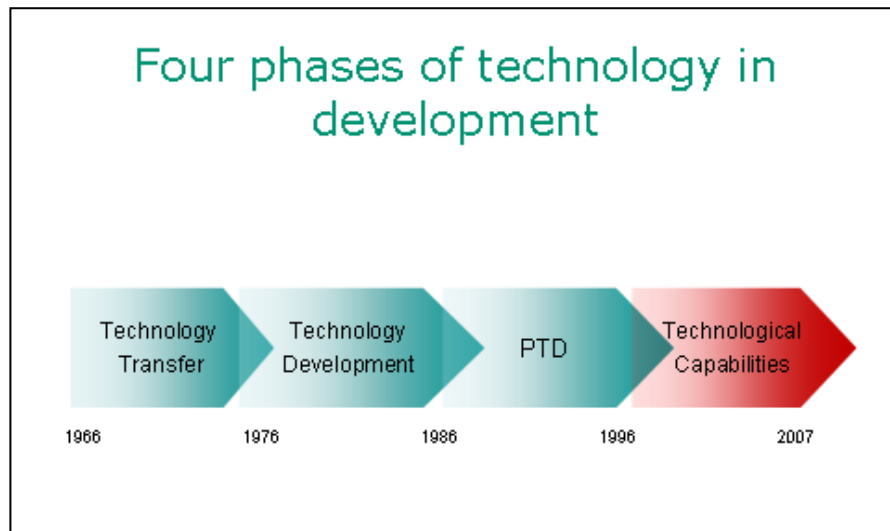 Four phases of technology in
development
Technology
Transfer
Technology
Development
PTD
Technological
Capabilities
1966
1976
1986
1996
2007